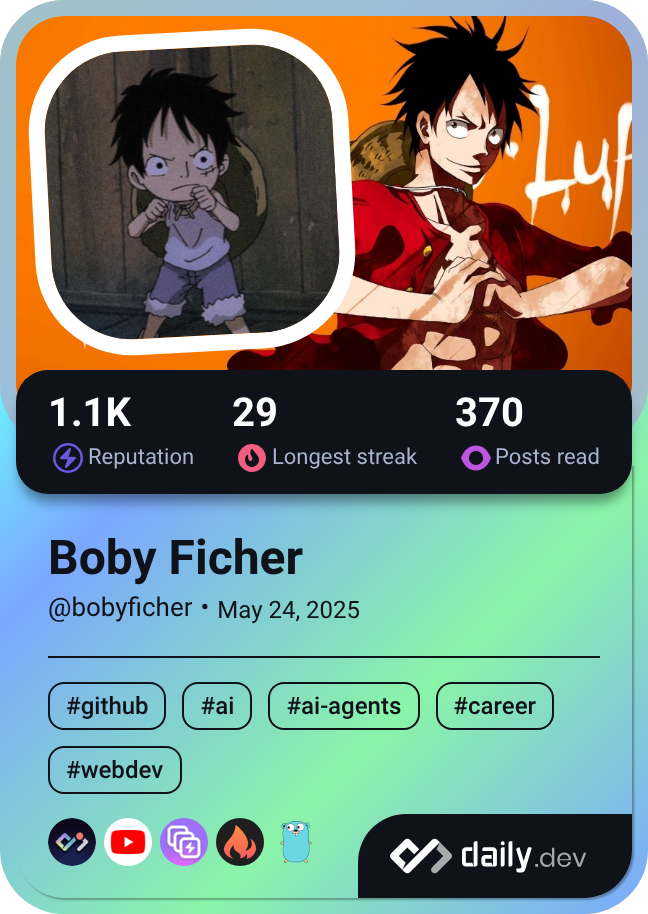 Luf
1.1K 29 370
Reputation Longest streak Posts read
Boby Ficher
@bobyficher • May 24, 2025
#github #ai #ai-agents #career
#webdev
daily.dev